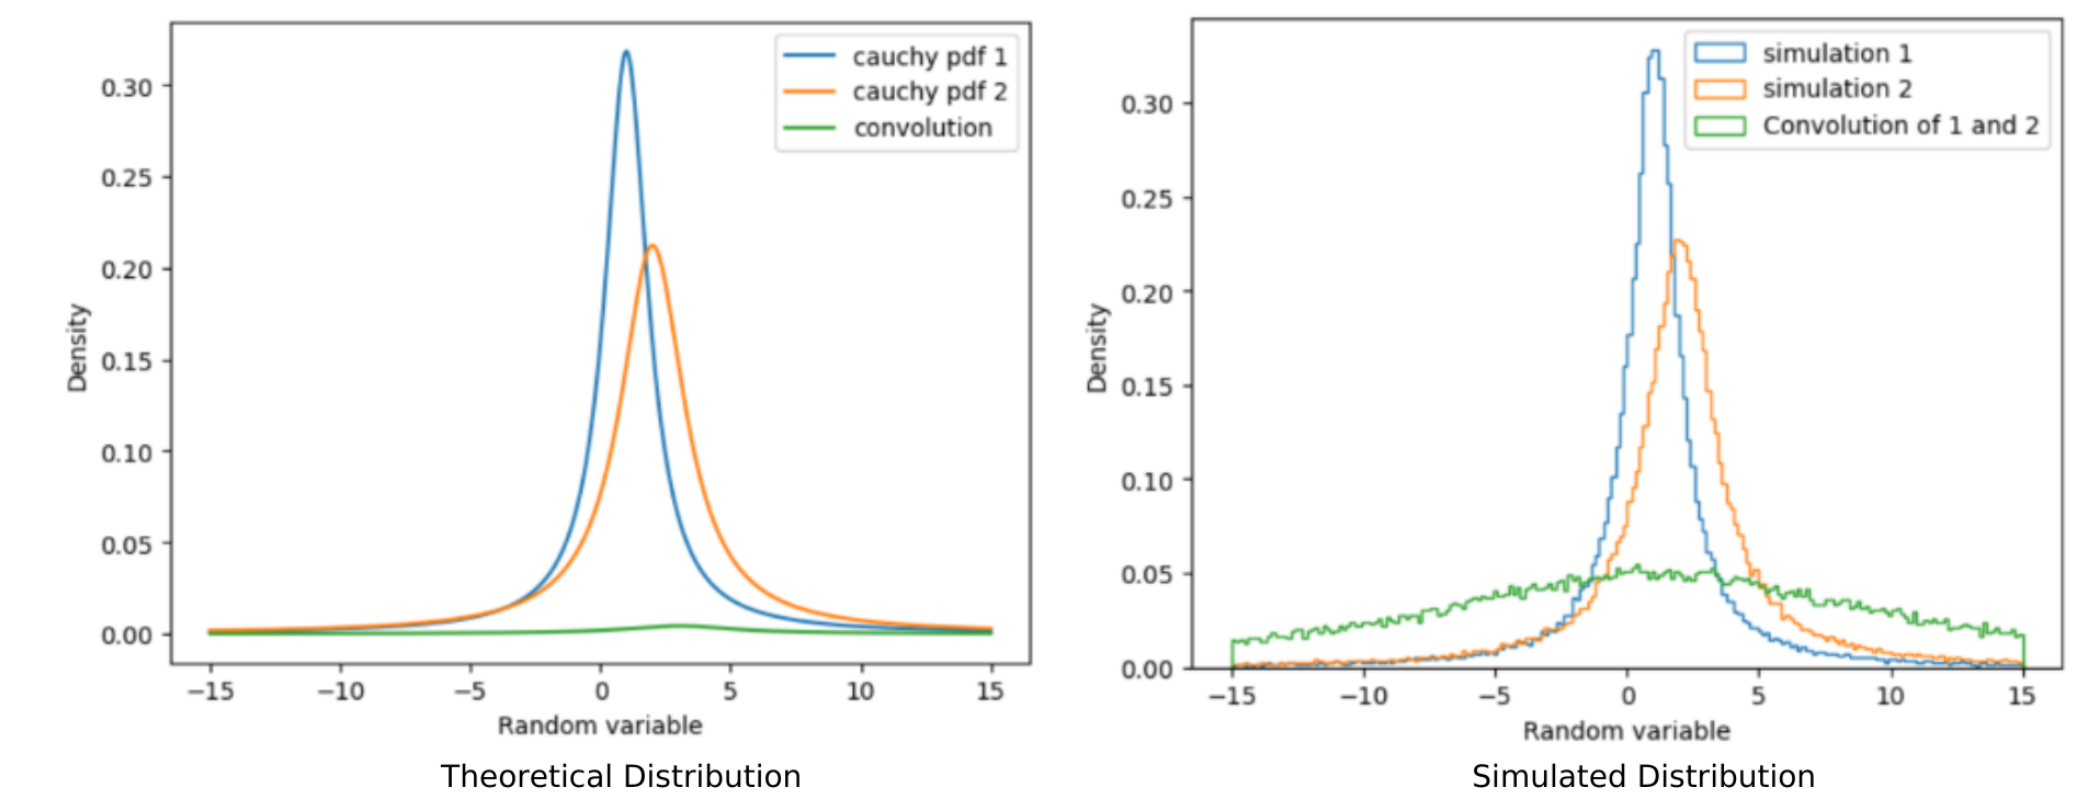 cauchy pdf 1
cauchy pdf 2
convolution
0.30
0.25
0.20
0.15
0.10
0.05
0.00
Density
−15 −10 −5 0 5 10 15
Random variable
Theoretical Distribution
simulation 1
simulation 2
Convolution of 1 and 2
0.30
0.25
0.20
0.15
0.10
0.05
0.00
Density
−15 −10 −5 0 5 10 15
Random variable
Simulated Distribution